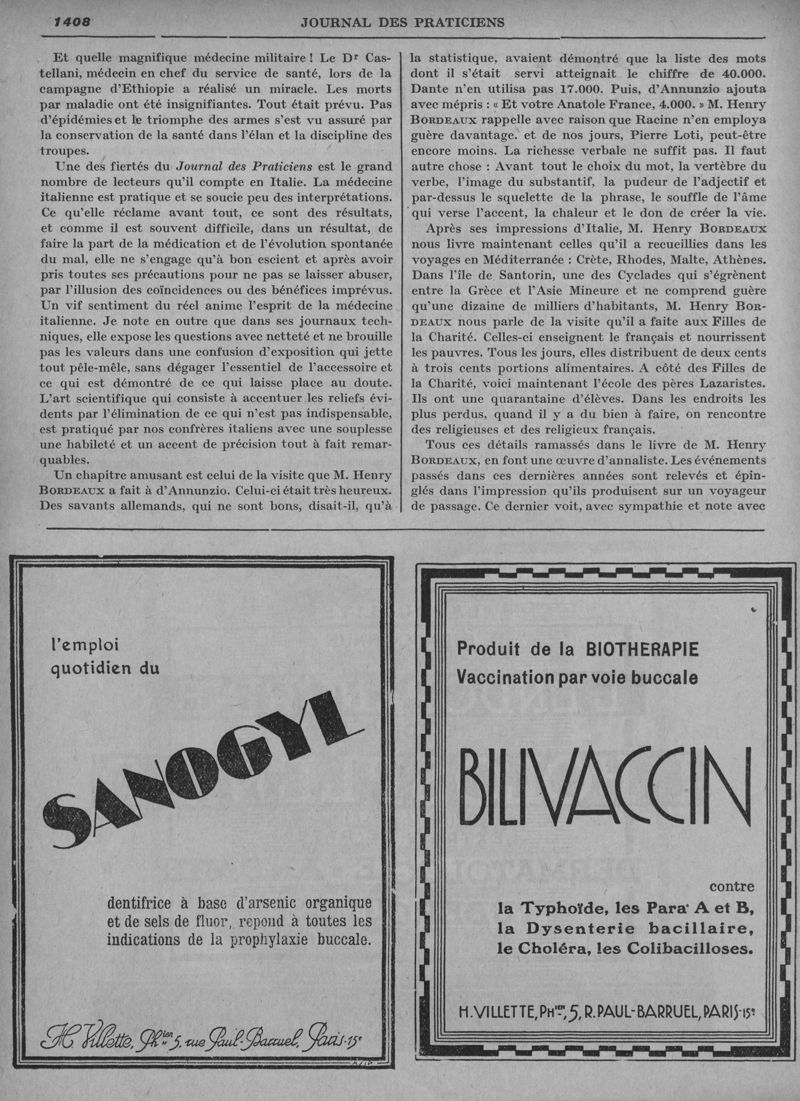 1408
JOURNAL DES PRATICIENS
Et quelle magnifique médecine militaire ! Le Dr Cas-
tellani, médecin en chef du service de santé, lors de la
campagne d'Ethiopie a réalisé un miracle. Les morts
par maladie ont été insignifiantes. Tout était prévu. Pas
d'épidémies et le triomphe des armes s'est vu assuré par
la conservation de la santé dans l'élan et la discipline des
troupes.
Une des fiertés du Journal des Praticiens est le grand
nombre de lecteurs qu'il compte en Italie. La médecine
italienne est pratique et se soucie peu des interprétations.
Ce qu'elle réclame avant tout, ce sont des résultats,
et comme il est souvent difficile, dans un résultat, de
faire la part de la médication et de l'évolution spontanée
du mal, elle ne s'engage qu'à bon escient et après avoir
pris toutes ses précautions pour ne pas se laisser abuser,
par l'illusion des coïncidences ou des bénéfices imprévus.
Un vif sentiment du réel anime l'esprit de la médecine
italienne. Je note en outre que dans ses journaux tech-
niques, elle expose les questions avec netteté et ne brouille
pas les valeurs dans une confusion d'exposition qui jette
tout pêle-mêle, sans dégager l'essentiel de l'accessoire et
ce qui est démontré de ce qui laisse place au doute.
L'art scientifique qui consiste à accentuer les reliefs évi-
dents par l'élimination de ce qui n'est pas indispensable,
est pratiqué par nos confrères italiens avec une souplesse
une habileté et un accent de précision tout à fait remar-
quables.
Un chapitre amusant est celui de la visite que M. Henry
BORDEAUX a fait à d'Annunzio. Celui-ci était très heureux.
Des savants allemands, qui ne sont bons, disait-il, qu'à
la statistique, avaient démontré que la liste des mots
dont il s'était servi atteignait le chiffre de 40.000.
Dante n'en utilisa pas 17.000. Puis, d'Annunzio ajouta
avec mépris : « Et votre Anatole France, 4.000. » M. Henry
BORDEAUX rappelle avec raison que Racine n'en employa
guère davantage. et de nos jours, Pierre Loti, peut-être
encore moins. La richesse verbale ne suffit pas. Il faut
autre chose : Avant tout le choix du mot, la vertèbre du
verbe, l'image du substantif, la pudeur de l'adjectif et
par-dessus le squelette de la phrase, le souffle de l'âme
qui verse l'accent, la chaleur et le don de créer la vie.
Après ses impressions d'Italie, M. Henry BORDEAUX
nous livre maintenant celles qu'il a recueillies dans les
voyages en Méditerranée : Crète, Rhodes, Malte, Athènes.
Dans l'île de Santorin, une des Cyclades qui s'égrènent
entre la Grèce et l'Asie Mineure et ne comprend guère
qu'une dizaine de milliers d'habitants, M. Henry BOR-
DEAUX nous parle de la visite qu'il a faite aux Filles de
la Charité. Celles-ci enseignent le français et nourrissent
les pauvres. Tous les jours, elles distribuent de deux cents
à trois cents portions alimentaires. A côté des Filles de
la Charité, voici maintenant l'école des pères Lazaristes.
Ils ont une quarantaine d'élèves. Dans les endroits les
plus perdus, quand il y a du bien à faire, on rencontre
des religieuses et des religieux français.
Tous ces détails ramassés dans le livre de M. Henry
BORDEAUX, en font une œuvre d'annaliste. Les événements
passés dans ces dernières années sont relevés et épin-
glés dans l'impression qu'ils produisent sur un voyageur
de passage. Ce dernier voit, avec sympathie et note avec
l'emploi
quotidien du
SANOGYL
dentifrice à base d'arsenic organique
et de sels de fluor, repond à toutes les
indications de la prophylaxie buccale.
H. Villette, Phien 5, rue Paul-Barruel, Paris-15e
Produit de la BIOTHERAPIE
Vaccination par voie buccale
BILIVACCIN
contre
la Typhoïde, les Para A et B,
la Dysenterie bacillaire,
le Choléra, les Colibacilloses.
H. VILLETTE, PHIEN, 5, R. PAUL-BARRUEL, PARIS-15e